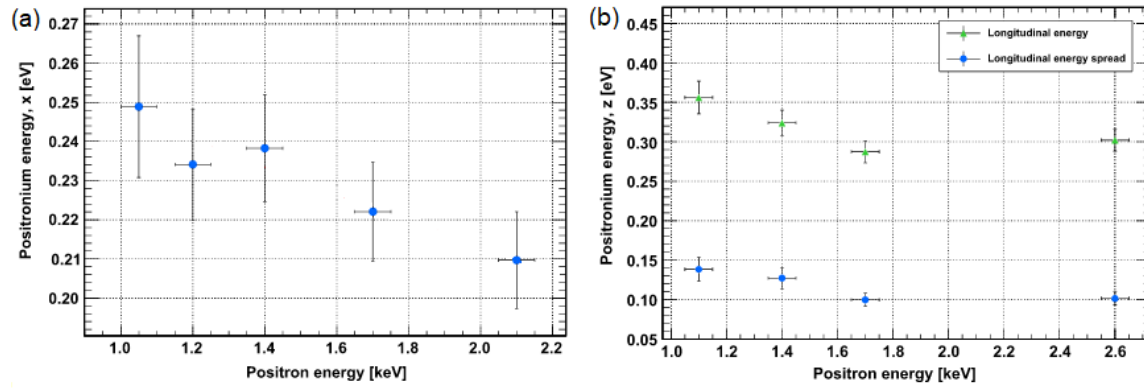 (a)
Positronium energy, x [eV]
0.27
0.26
0.25
0.24
0.23
0.22
0.21
0.20
1.0 1.2 1.4 1.6 1.8 2.0 2.2
Positron energy [keV]
(b)
Positronium energy, z [eV]
0.45
0.40
0.35
0.30
0.25
0.20
0.15
0.10
0.05
1.0 1.2 1.4 1.6 1.8 2.0 2.2 2.4 2.6
Positron energy [keV]
Longitudinal energy
Longitudinal energy spread